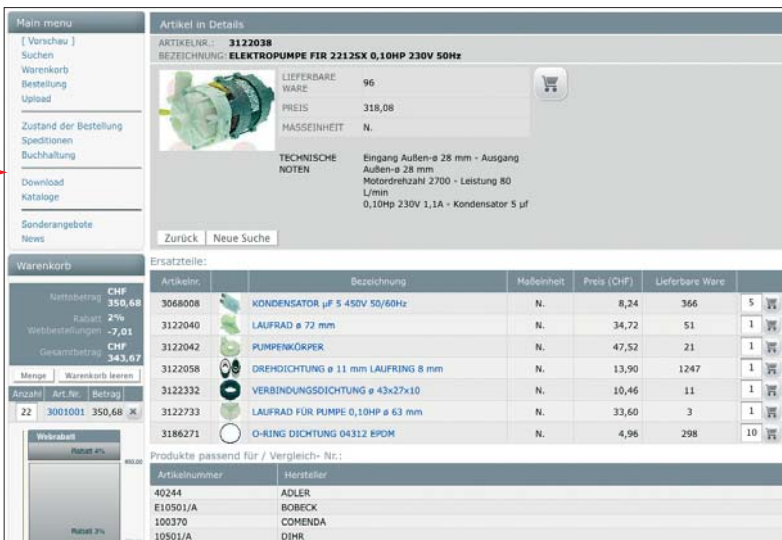 Main menu
[ Vorschau ]
Suchen
Warenkorb
Bestellung
Upload
Zustand der Bestellung
Speditionen
Buchhaltung
Download
Kataloge
Sonderangebote
News
Warenkorb
Nettobetrag CHF 350,68
Rabatt Webbestellungen 2% -7,01
Gesamtbetrag CHF 343,67
Menge Warenkorb leeren
Anzahl Art.Nr. Betrag
22 3001001 350,68 ×
Webrabatt
Rabatt 4%
Rabatt 3%
Artikel in Details
ARTIKELNR.: 3122038
BEZEICHNUNG: ELEKTROPUMPE FIR 2212SX 0,10HP 230V 50Hz
LIEFERBARE WARE 96
PREIS 318,08
MASSEINHEIT N.
TECHNISCHE NOTEN Eingang Außen-ø 28 mm - Ausgang
Außen-ø 28 mm
Motordrehzahl 2700 - Leistung 80
L/min
0,10Hp 230V 1,1A - Kondensator 5 µf
Zurück Neue Suche
Ersatzteile:
Artikelnr. Bezeichnung Maßeinheit Preis (CHF) Lieferbare Ware
3068008 KONDENSATOR µF 5 450V 50/60Hz N. 8,24 366 5
3122040 LAUFRAD ø 72 mm N. 34,72 51 1
3122042 PUMPENKÖRPER N. 47,52 21 1
3122058 DREHDICHTUNG ø 11 mm LAUFRING 8 mm N. 13,90 1247 1
3122332 VERBINDUNGSDICHTUNG ø 43x27x10 N. 10,46 11 1
3122733 LAUFRAD FÜR PUMPE 0,10HP ø 63 mm N. 33,60 3 1
3186271 O-RING DICHTUNG 04312 EPDM N. 4,96 298 10
Produkte passend für / Vergleich- Nr.:
Artikelnummer Hersteller
40244 ADLER
E10501/A BOBECK
100370 COMENDA
10501/A DIHR